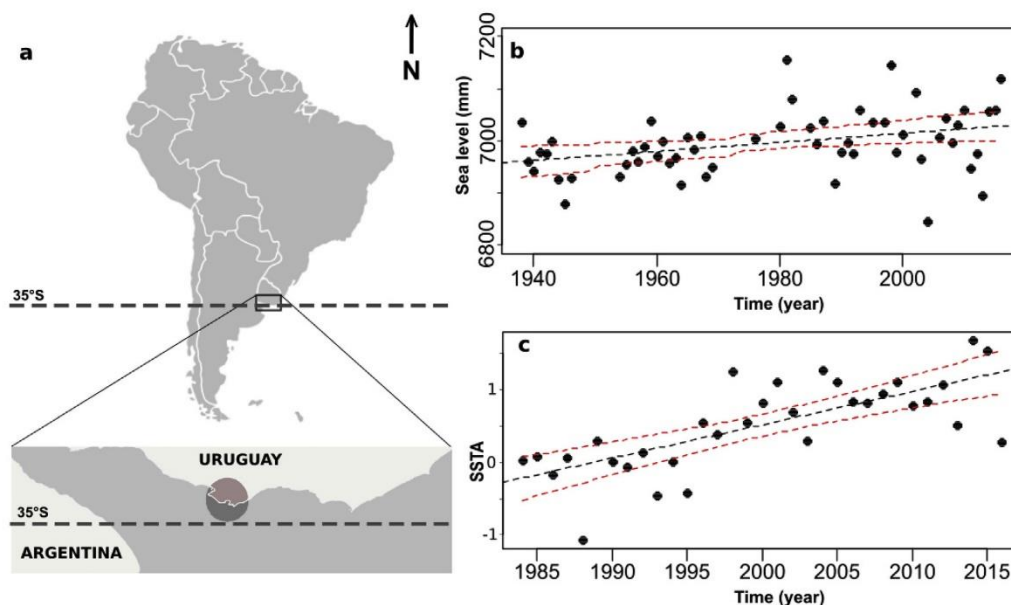 a
N
35°S
URUGUAY
35°S
ARGENTINA
b
7200
7000
6800
Sea level (mm)
1940 1960 1980 2000
Time (year)
c
1
0
-1
SSTA
1985 1990 1995 2000 2005 2010 2015
Time (year)